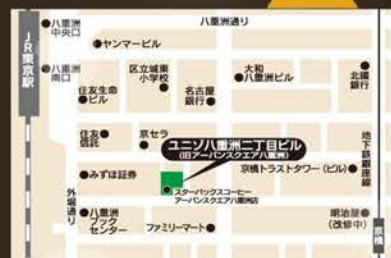 八重洲通り
八重洲
中央口
ヤンマービル
JR東京駅
八重洲
南口
区立城東
小学校
大和
八重洲ビル
北國
銀行
住友生命
ビル
名古屋
銀行
住友
信託
京セラ
ユニゾ八重洲二丁目ビル
(旧アーバンスクエア八重洲)
地下鉄銀座線
京橋トラストタワー(ビル)
みずほ証券
スターバックスコーヒー
アーバンスクエア八重洲店
外堀通り
八重洲
ブック
センター
ファミリーマート
明治屋
(改修中)
京橋